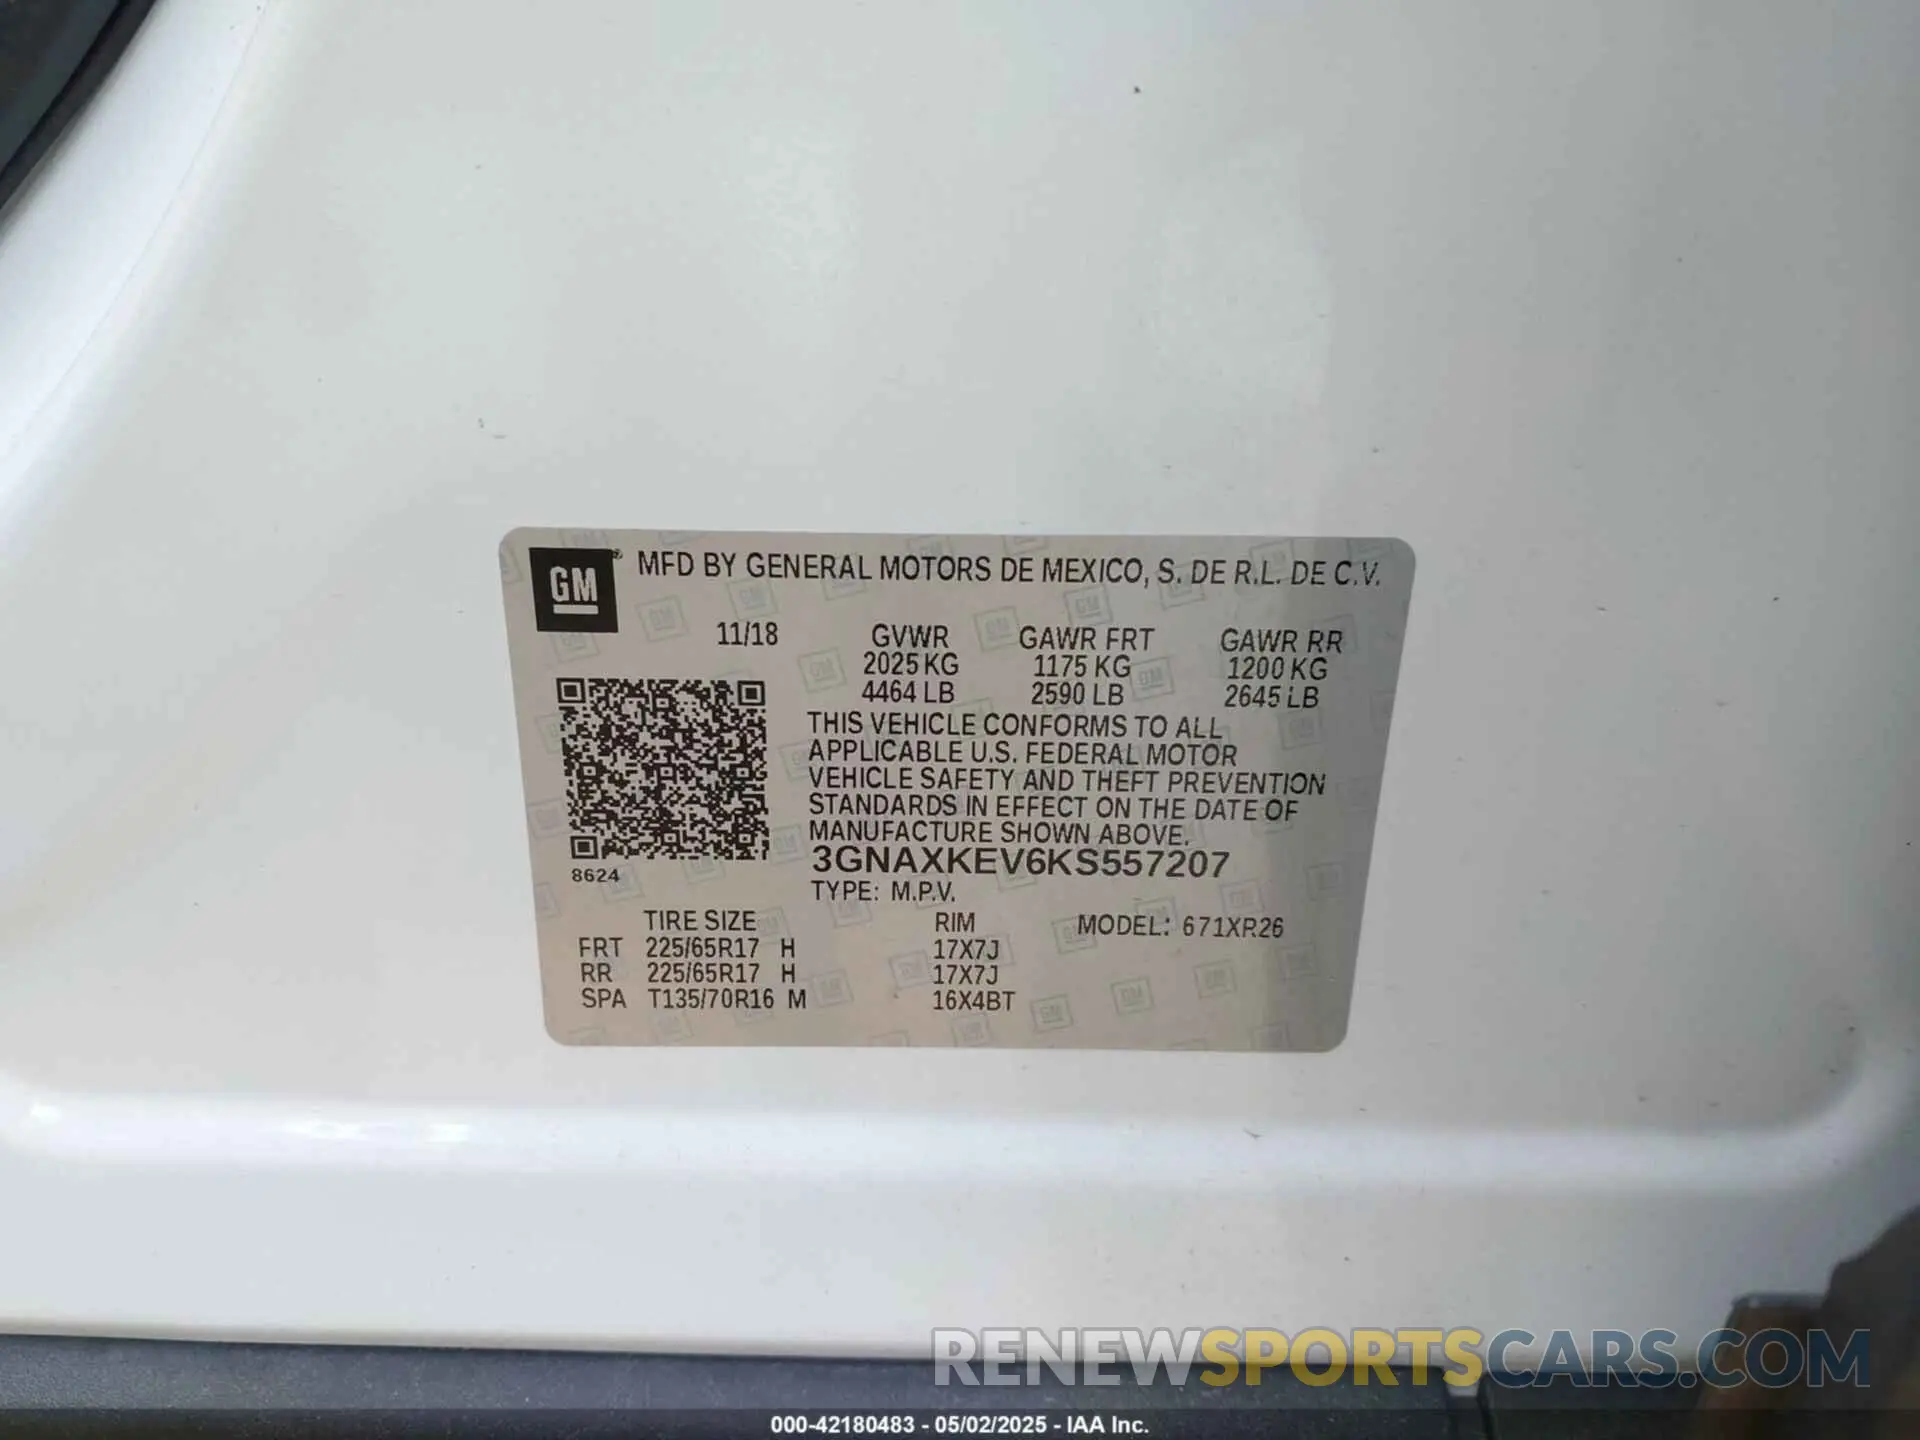 GM® MFD BY GENERAL MOTORS DE MEXICO, S. DE R.L. DE C.V.
11/18 GVWR GAWR FRT GAWR RR
2025 KG 1175 KG 1200 KG
4464 LB 2590 LB 2645 LB
THIS VEHICLE CONFORMS TO ALL
APPLICABLE U.S. FEDERAL MOTOR
VEHICLE SAFETY AND THEFT PREVENTION
STANDARDS IN EFFECT ON THE DATE OF
MANUFACTURE SHOWN ABOVE.
3GNAXKEV6KS557207
8624
TYPE: M.P.V.
TIRE SIZE RIM MODEL: 671XR26
FRT 225/65R17 H 17X7J
RR 225/65R17 H 17X7J
SPA T135/70R16 M 16X4BT
RENEWSPORTSCARS.COM
000-42180483 - 05/02/2025 - IAA Inc.